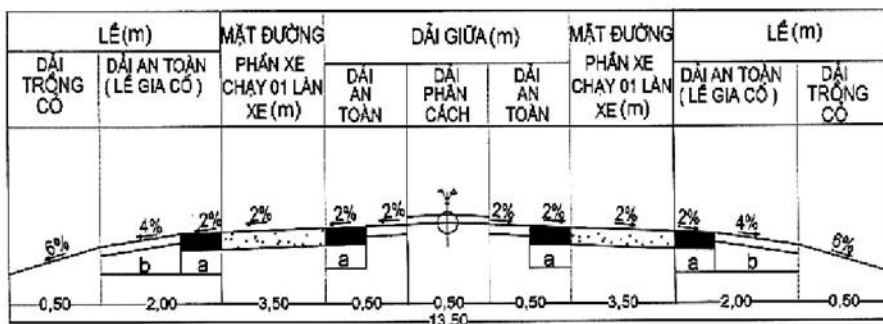 LỀ (m) MẶT ĐƯỜNG DẢI GIỮA (m) MẶT ĐƯỜNG LỀ (m)
DẢI TRỒNG CỎ
DẢI AN TOÀN ( LỀ GIA CỐ )
PHẦN XE CHẠY 01 LÀN XE (m)
DẢI AN TOÀN
DẢI PHÂN CÁCH
DẢI AN TOÀN
PHẦN XE CHẠY 01 LÀN XE (m)
DẢI AN TOÀN ( LỀ GIA CỐ )
DẢI TRỒNG CỎ
6% 4% 2% 2% 2% 2% 2% 2% 2% 2% 4% 6%
b a a a a b
0,50 2,00 3,50 0,50 0,50 0,50 3,50 2,00 0,50
13,50